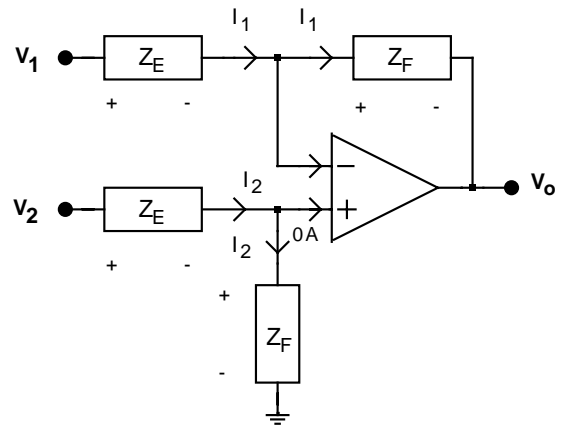 I1 I1
V1 ZE ZF
+ - + -
−
V2 ZE I2 + Vo
I2 0A
+ -
+
ZF
-